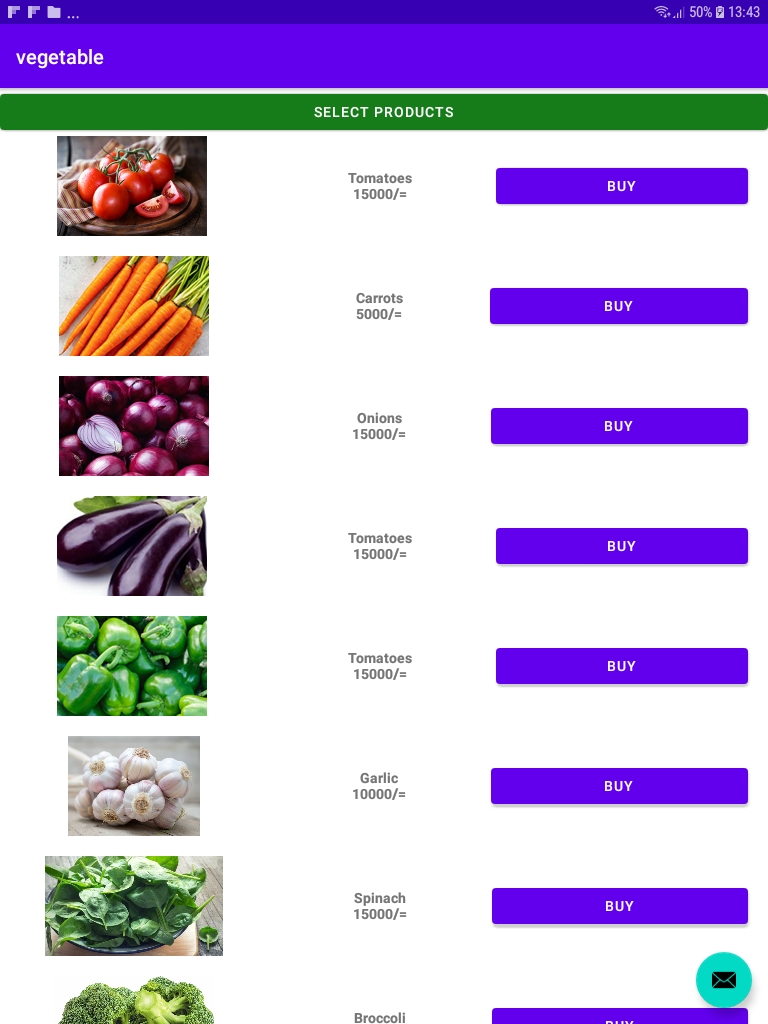 ... 50% 13:43
vegetable
SELECT PRODUCTS
Tomatoes
15000/=
BUY
Carrots
5000/=
BUY
Onions
15000/=
BUY
Tomatoes
15000/=
BUY
Tomatoes
15000/=
BUY
Garlic
10000/=
BUY
Spinach
15000/=
BUY
Broccoli
BUY